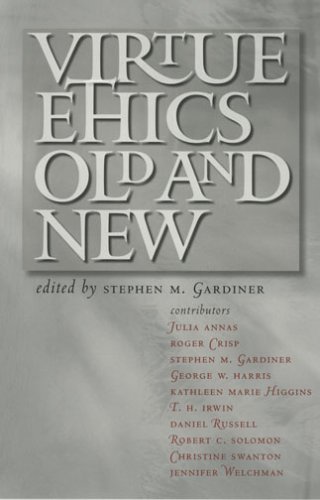 VIRTUE
ETHICS
OLD AND
NEW
edited by STEPHEN M. GARDINER
contributors
JULIA ANNAS
ROGER CRISP
STEPHEN M. GARDINER
GEORGE W. HARRIS
KATHLEEN MARIE HIGGINS
T. H. IRWIN
DANIEL RUSSELL
ROBERT C. SOLOMON
CHRISTINE SWANTON
JENNIFER WELCHMAN